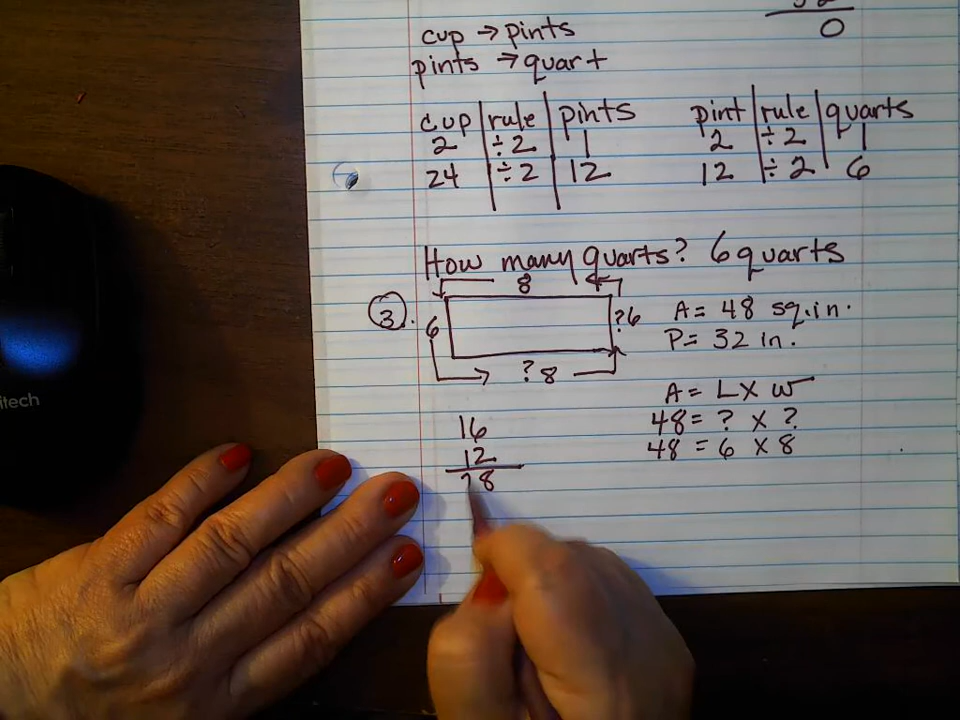 0
cup → pints
pints → quart
cup | rule | pints
2 | ÷2 | 1
24 | ÷2 | 12
pint | rule | quarts
2 | ÷2 | 1
12 | ÷2 | 6
How many quarts? 6 quarts
3.
8
6
? 6
? 8
A = 48 sq.in.
P = 32 in.
A = L X W
48 = ? X ?
48 = 6 X 8
16
12
28
itech